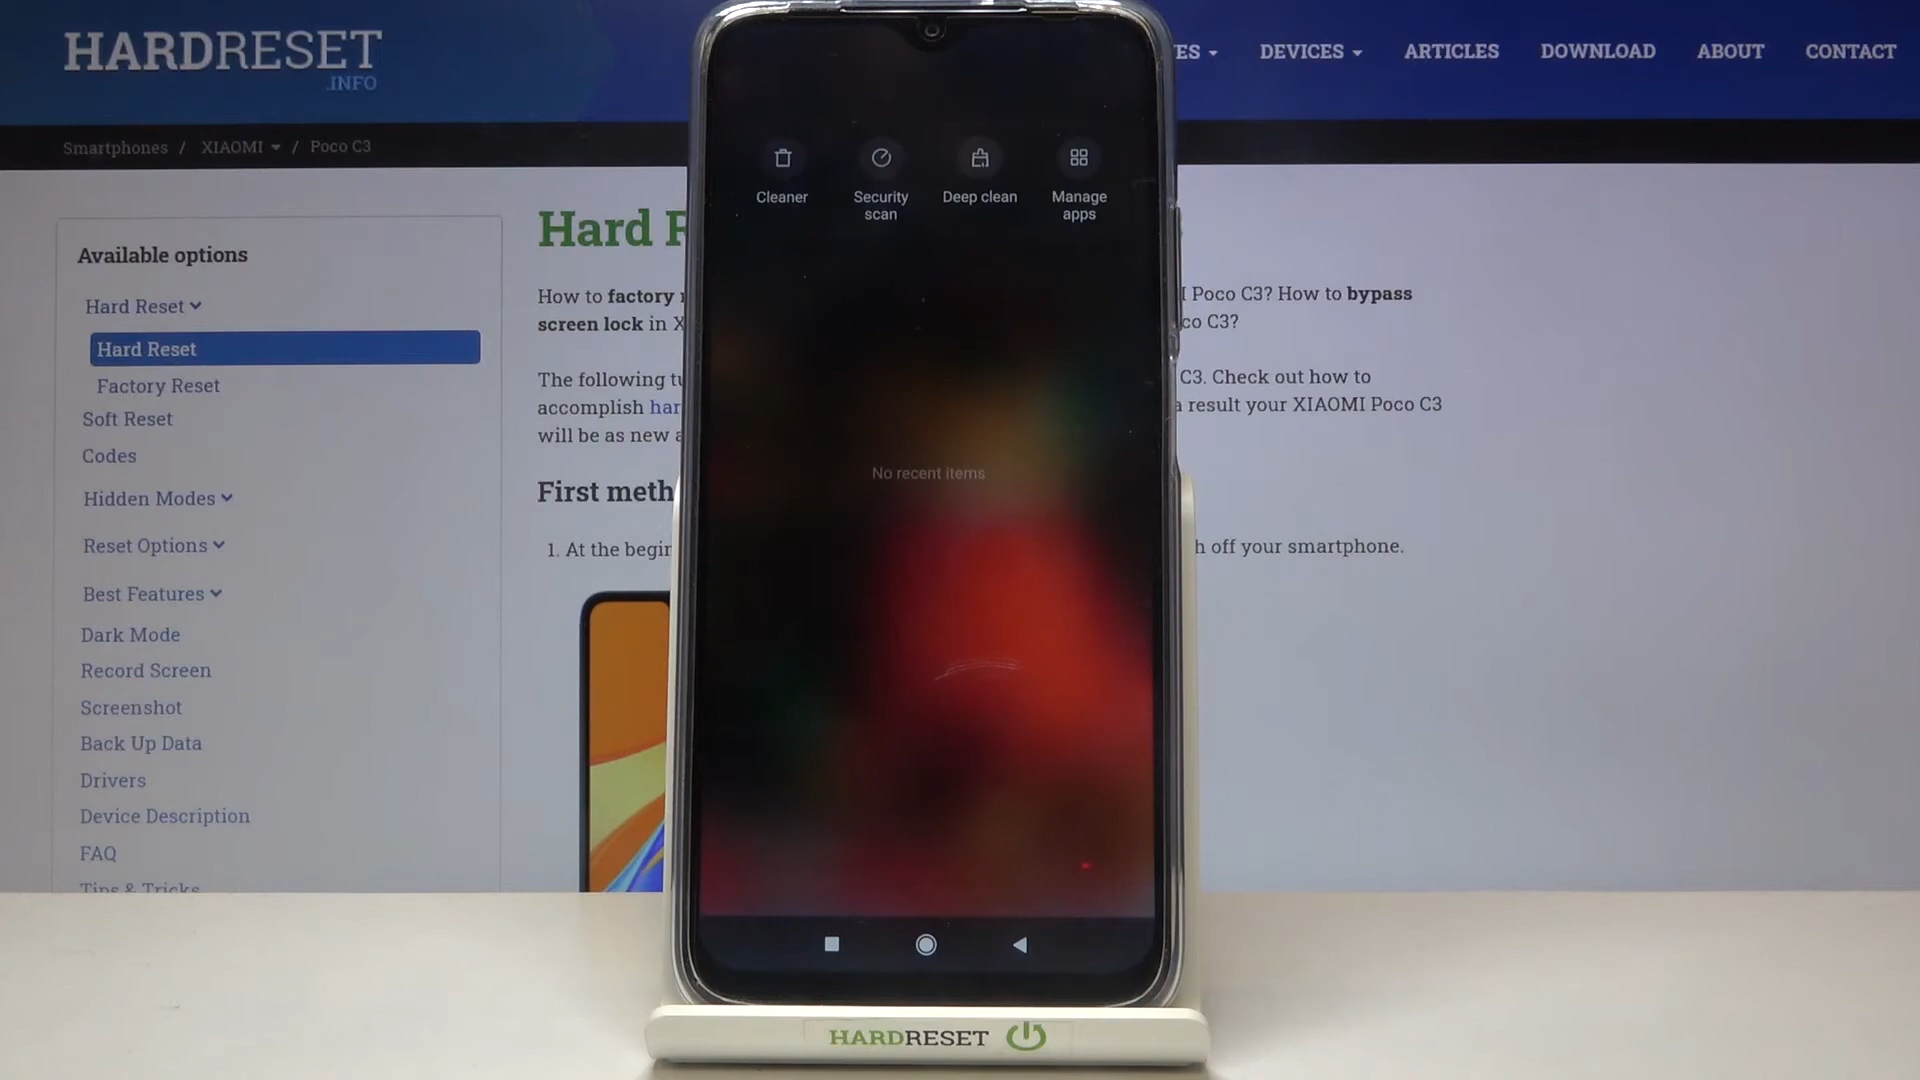 HARDRESET
.INFO
ES
DEVICES
ARTICLES
DOWNLOAD
ABOUT
CONTACT
Smartphones / XIAOMI / Poco C3
Available options
Hard Reset
Hard Reset
Factory Reset
Soft Reset
Codes
Hidden Modes
Reset Options
Best Features
Dark Mode
Record Screen
Screenshot
Back Up Data
Drivers
Device Description
FAQ
Tips & Tricks
Hard R
How to factory
Poco C3? How to bypass
screen lock in X
co C3?
The following tu
C3. Check out how to
accomplish har
a result your XIAOMI Poco C3
will be as new a
First meth
1. At the begin
h off your smartphone.
Cleaner
Security
scan
Deep clean
Manage
apps
No recent items
HARDRESET